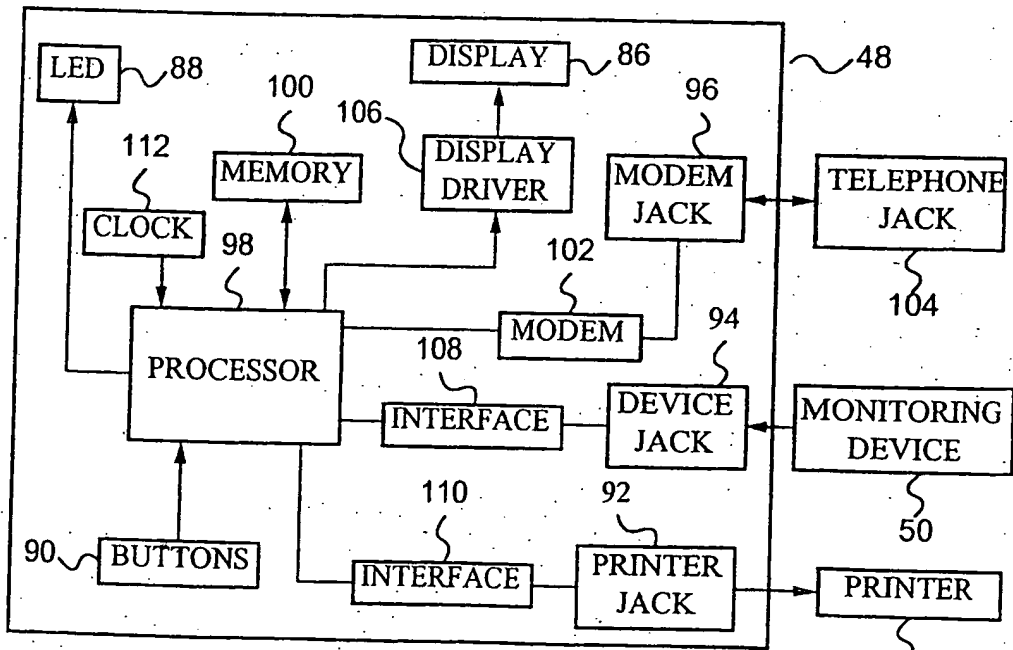 LED
88
DISPLAY
86
48
100
106
96
112
MEMORY
DISPLAY
DRIVER
MODEM
JACK
TELEPHONE
JACK
CLOCK
98
102
104
MODEM
94
PROCESSOR
108
INTERFACE
DEVICE
JACK
MONITORING
DEVICE
50
110
92
90
BUTTONS
INTERFACE
PRINTER
JACK
PRINTER